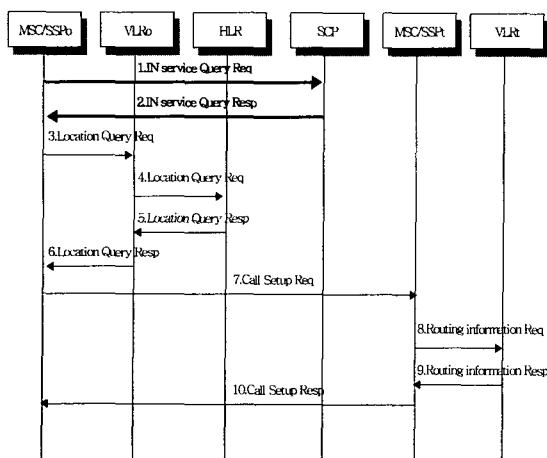 MSC/SSPo
VLRo
HLR
SCP
MSC/SSPt
VLRt
1.IN service Query Req
2.IN service Query Resp
3.Location Query Req
4.Location Query Req
5.Location Query Resp
6.Location Query Resp
7.Call Setup Req
8.Routing information Req
9.Routing information Resp
10.Call Setup Resp